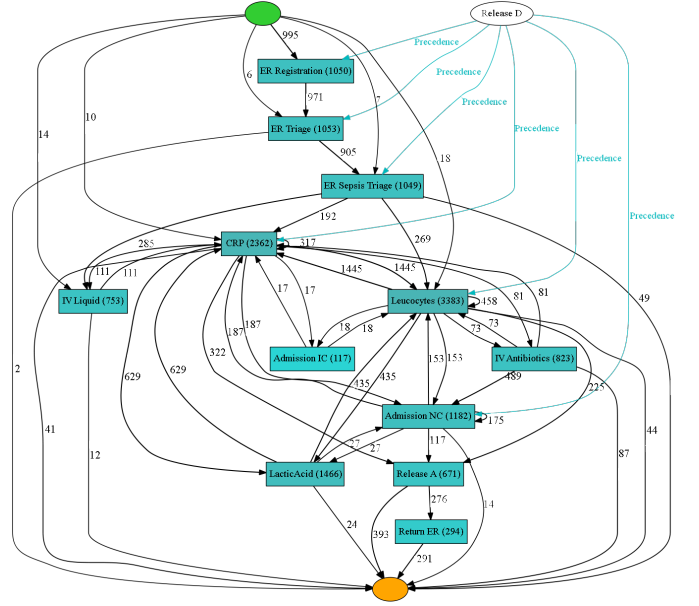 Release D
995
Precedence
ER Registration (1050)
6
971
7
Precedence
10
14
ER Triage (1053)
Precedence
Precedence
905
18
Precedence
ER Sepsis Triage (1049)
192
Precedence
269
285
CRP (2362)
317
111
111
1445
1445
IV Liquid (753)
17
17
Leucocytes (3383)
458
81
81
49
187
187
18
18
73
73
322
Admission IC (117)
153
153
IV Antibiotics (823)
2
629
629
435
435
489
225
Admission NC (1182)
175
41
12
27
27
117
44
87
LacticAcid (1466)
Release A (671)
276
14
24
393
Return ER (294)
291